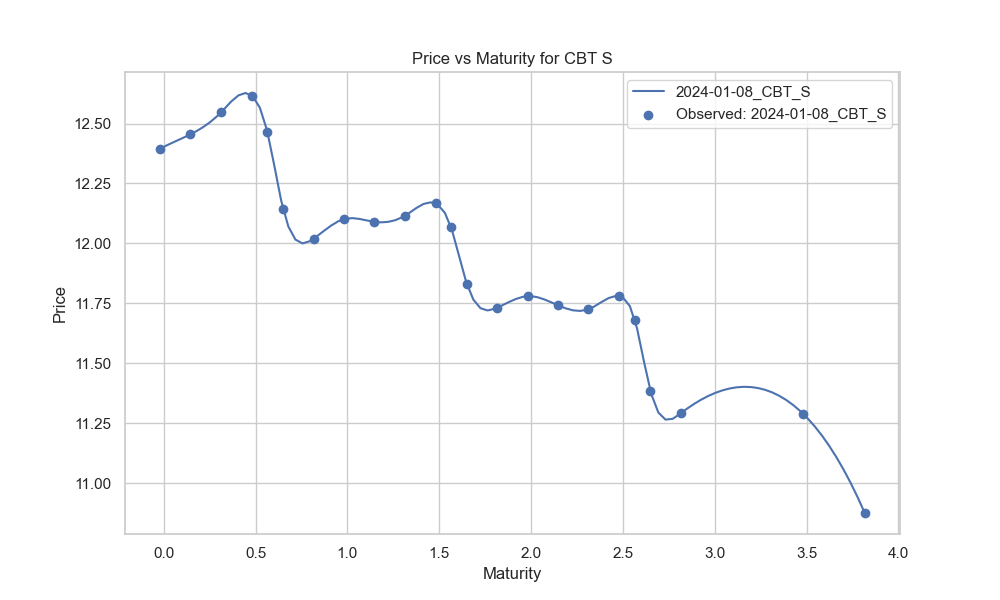 Price vs Maturity for CBT S
2024-01-08_CBT_S
Observed: 2024-01-08_CBT_S
Price
12.50
12.25
12.00
11.75
11.50
11.25
11.00
0.0 0.5 1.0 1.5 2.0 2.5 3.0 3.5 4.0
Maturity